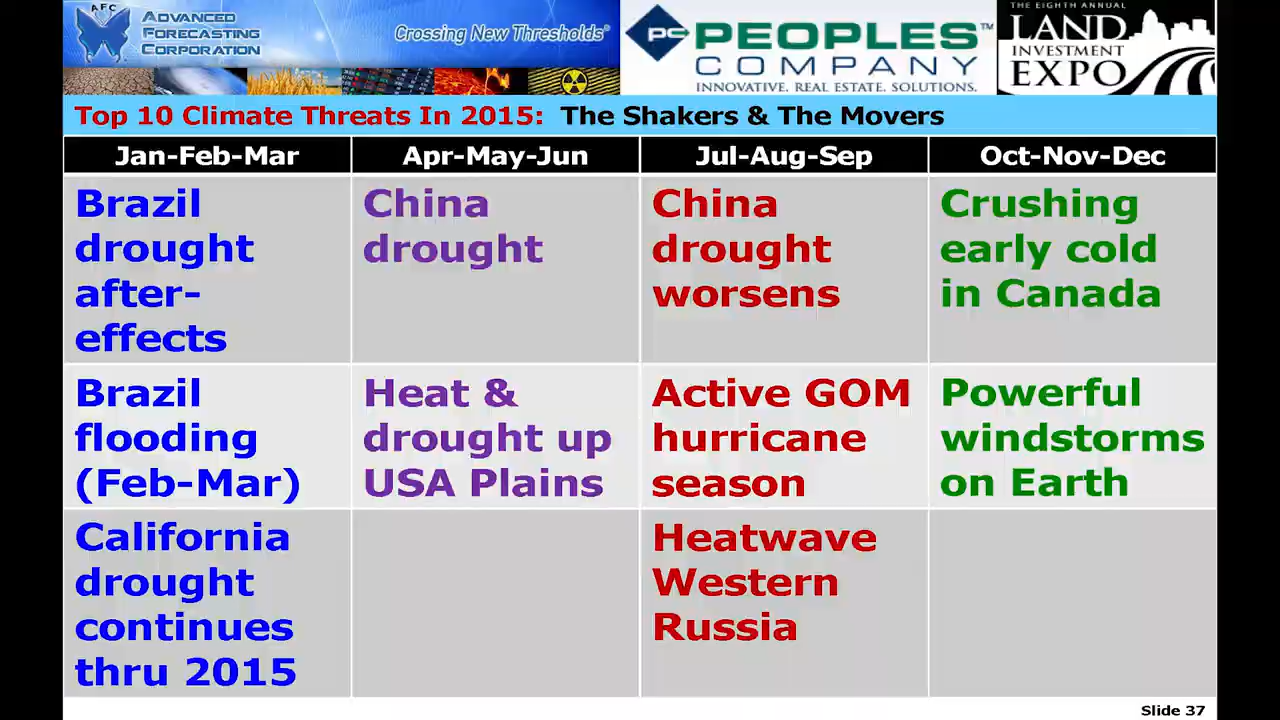 AFC
ADVANCED
FORECASTING
CORPORATION
Crossing New Thresholds®
PC
PEOPLES™
COMPANY
INNOVATIVE. REAL ESTATE. SOLUTIONS.
THE EIGHTH ANNUAL
LAND
INVESTMENT
EXPO
Top 10 Climate Threats In 2015: The Shakers & The Movers
Jan-Feb-Mar
Apr-May-Jun
Jul-Aug-Sep
Oct-Nov-Dec
Brazil
drought
after-
effects
China
drought
China
drought
worsens
Crushing
early cold
in Canada
Brazil
flooding
(Feb-Mar)
Heat &
drought up
USA Plains
Active GOM
hurricane
season
Powerful
windstorms
on Earth
California
drought
continues
thru 2015
Heatwave
Western
Russia
Slide 37